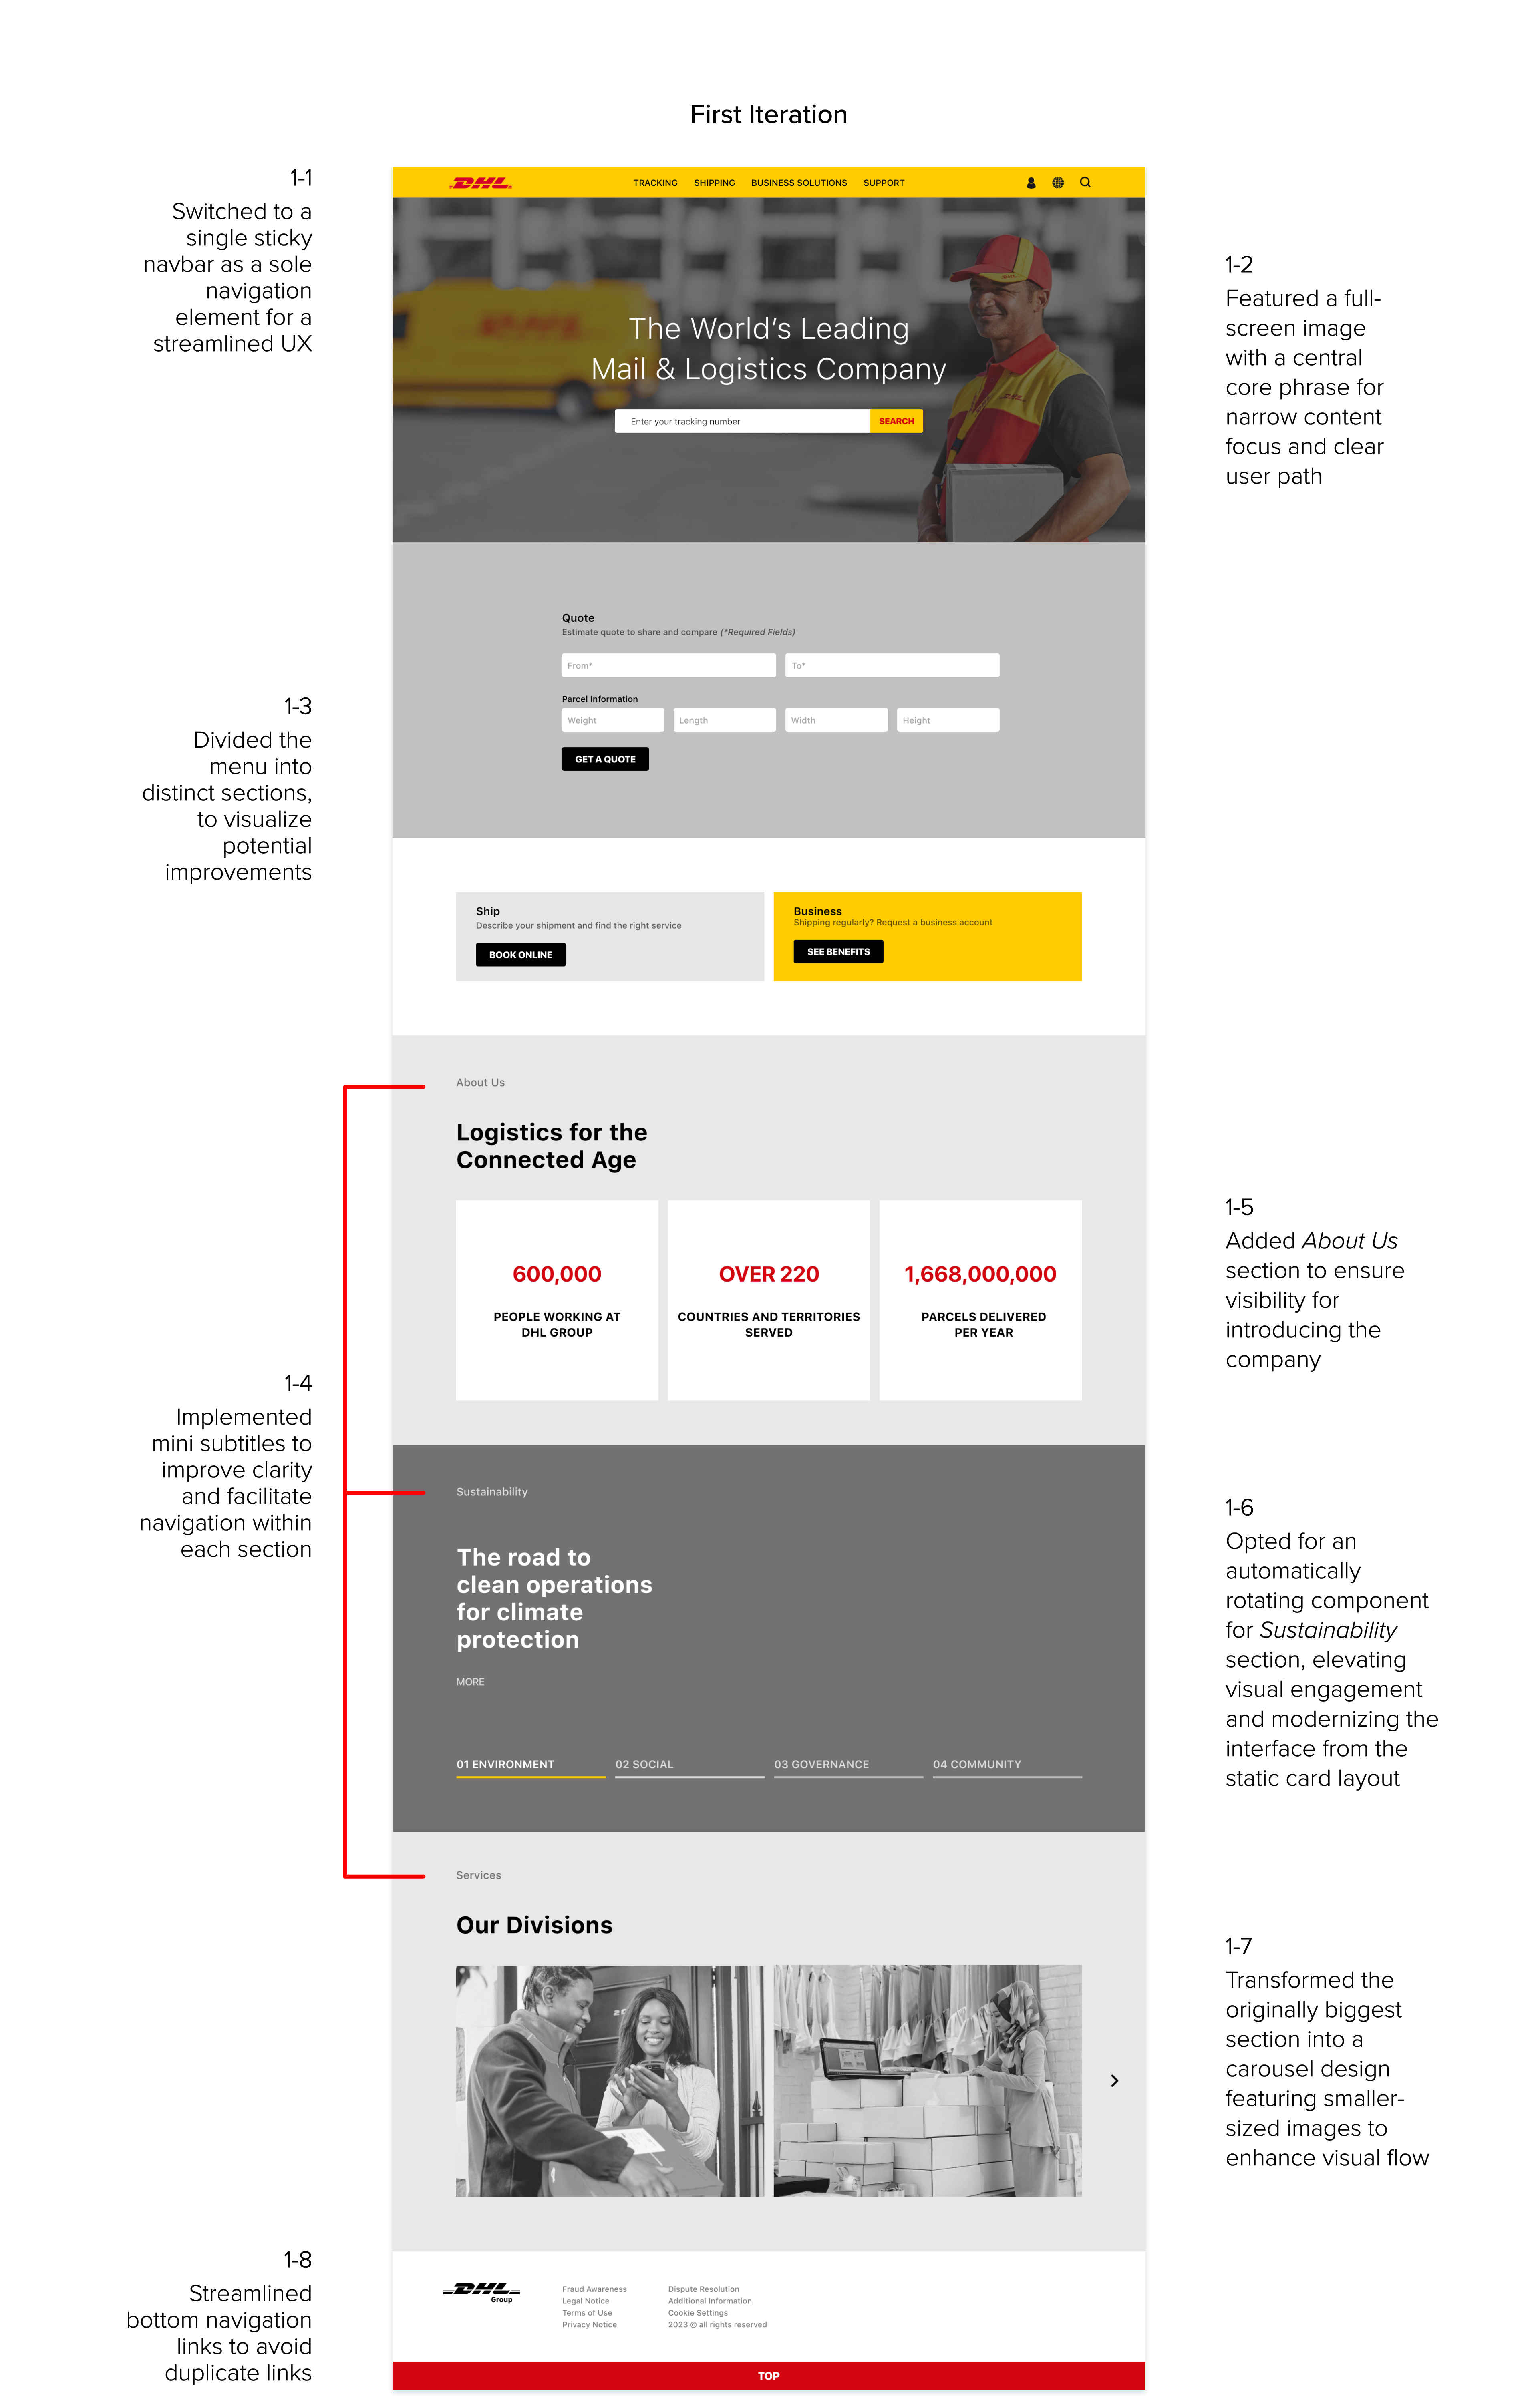 First Iteration
1-1
Switched to a
single sticky
navbar as a sole
navigation
element for a
streamlined UX
DHL
TRACKING SHIPPING BUSINESS SOLUTIONS SUPPORT
The World's Leading
Mail & Logistics Company
Enter your tracking number
SEARCH
1-2
Featured a full-
screen image
with a central
core phrase for
narrow content
focus and clear
user path
1-3
Divided the
menu into
distinct sections,
to visualize
potential
improvements
Quote
Estimate quote to share and compare (*Required Fields)
From*
To*
Parcel Information
Weight
Length
Width
Height
GET A QUOTE
Ship
Describe your shipment and find the right service
BOOK ONLINE
Business
Shipping regularly? Request a business account
SEE BENEFITS
1-4
Implemented
mini subtitles to
improve clarity
and facilitate
navigation within
each section
About Us
Logistics for the
Connected Age
600,000
PEOPLE WORKING AT
DHL GROUP
OVER 220
COUNTRIES AND TERRITORIES
SERVED
1,668,000,000
PARCELS DELIVERED
PER YEAR
1-5
Added About Us
section to ensure
visibility for
introducing the
company
Sustainability
The road to
clean operations
for climate
protection
MORE
01 ENVIRONMENT
02 SOCIAL
03 GOVERNANCE
04 COMMUNITY
1-6
Opted for an
automatically
rotating component
for Sustainability
section, elevating
visual engagement
and modernizing the
interface from the
static card layout
Services
Our Divisions
1-7
Transformed the
originally biggest
section into a
carousel design
featuring smaller-
sized images to
enhance visual flow
1-8
Streamlined
bottom navigation
links to avoid
duplicate links
DHL
Group
Fraud Awareness
Legal Notice
Terms of Use
Privacy Notice
Dispute Resolution
Additional Information
Cookie Settings
2023 © all rights reserved
TOP